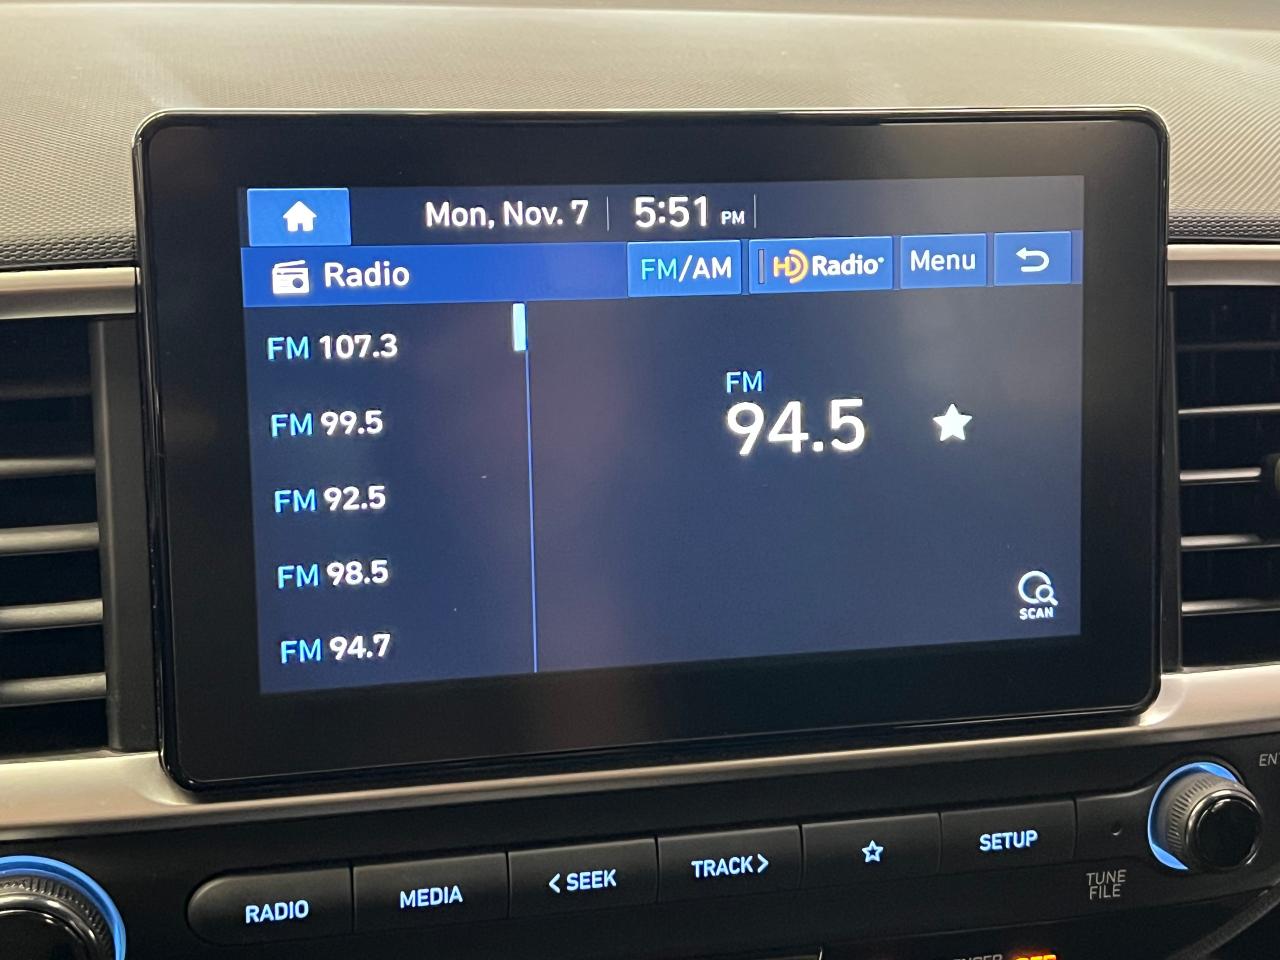 Mon, Nov. 7 5:51 PM
Radio FM/AM HD Radio Menu
FM 107.3
FM 99.5
FM 92.5
FM 98.5
FM 94.7
FM
94.5
SCAN
RADIO MEDIA < SEEK TRACK > SETUP
TUNE
FILE